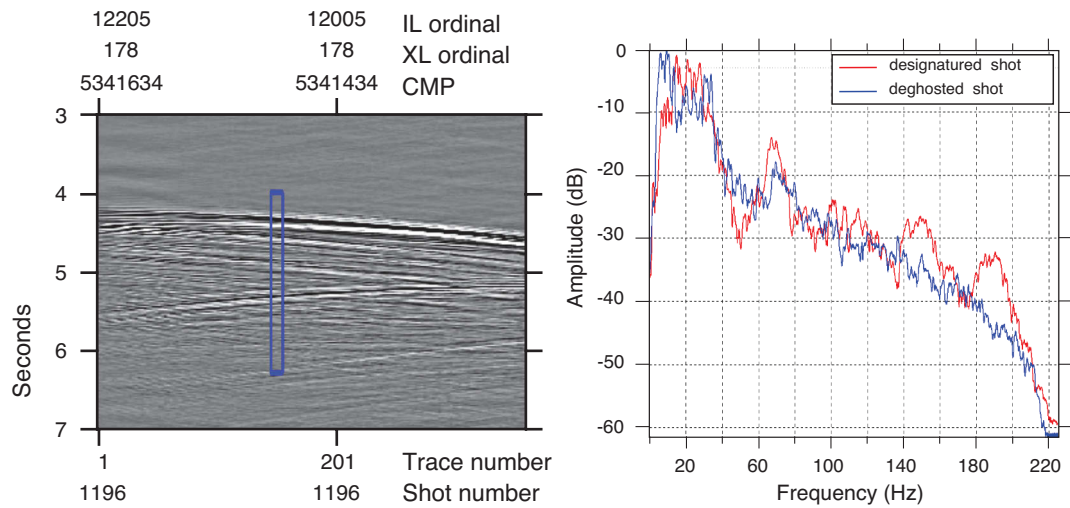 12205 12005 IL ordinal
178 178 XL ordinal
5341634 5341434 CMP
3
4
5
6
7
Seconds
1 201 Trace number
1196 1196 Shot number
0
-10
-20
-30
-40
-50
-60
Amplitude (dB)
designatured shot
deghosted shot
20 60 100 140 180 220
Frequency (Hz)